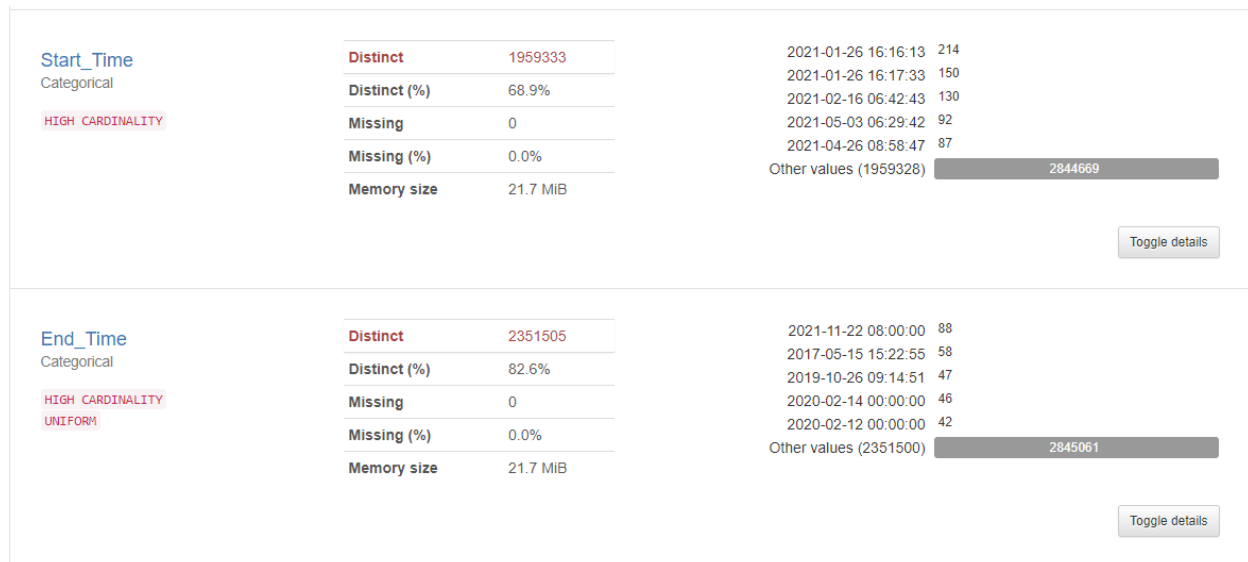 Start_Time
Categorical
HIGH CARDINALITY
Distinct 1959333
Distinct (%) 68.9%
Missing 0
Missing (%) 0.0%
Memory size 21.7 MiB
2021-01-26 16:16:13 214
2021-01-26 16:17:33 150
2021-02-16 06:42:43 130
2021-05-03 06:29:42 92
2021-04-26 08:58:47 87
Other values (1959328) 2844669
Toggle details
End_Time
Categorical
HIGH CARDINALITY
UNIFORM
Distinct 2351505
Distinct (%) 82.6%
Missing 0
Missing (%) 0.0%
Memory size 21.7 MiB
2021-11-22 08:00:00 88
2017-05-15 15:22:55 58
2019-10-26 09:14:51 47
2020-02-14 00:00:00 46
2020-02-12 00:00:00 42
Other values (2351500) 2845061
Toggle details